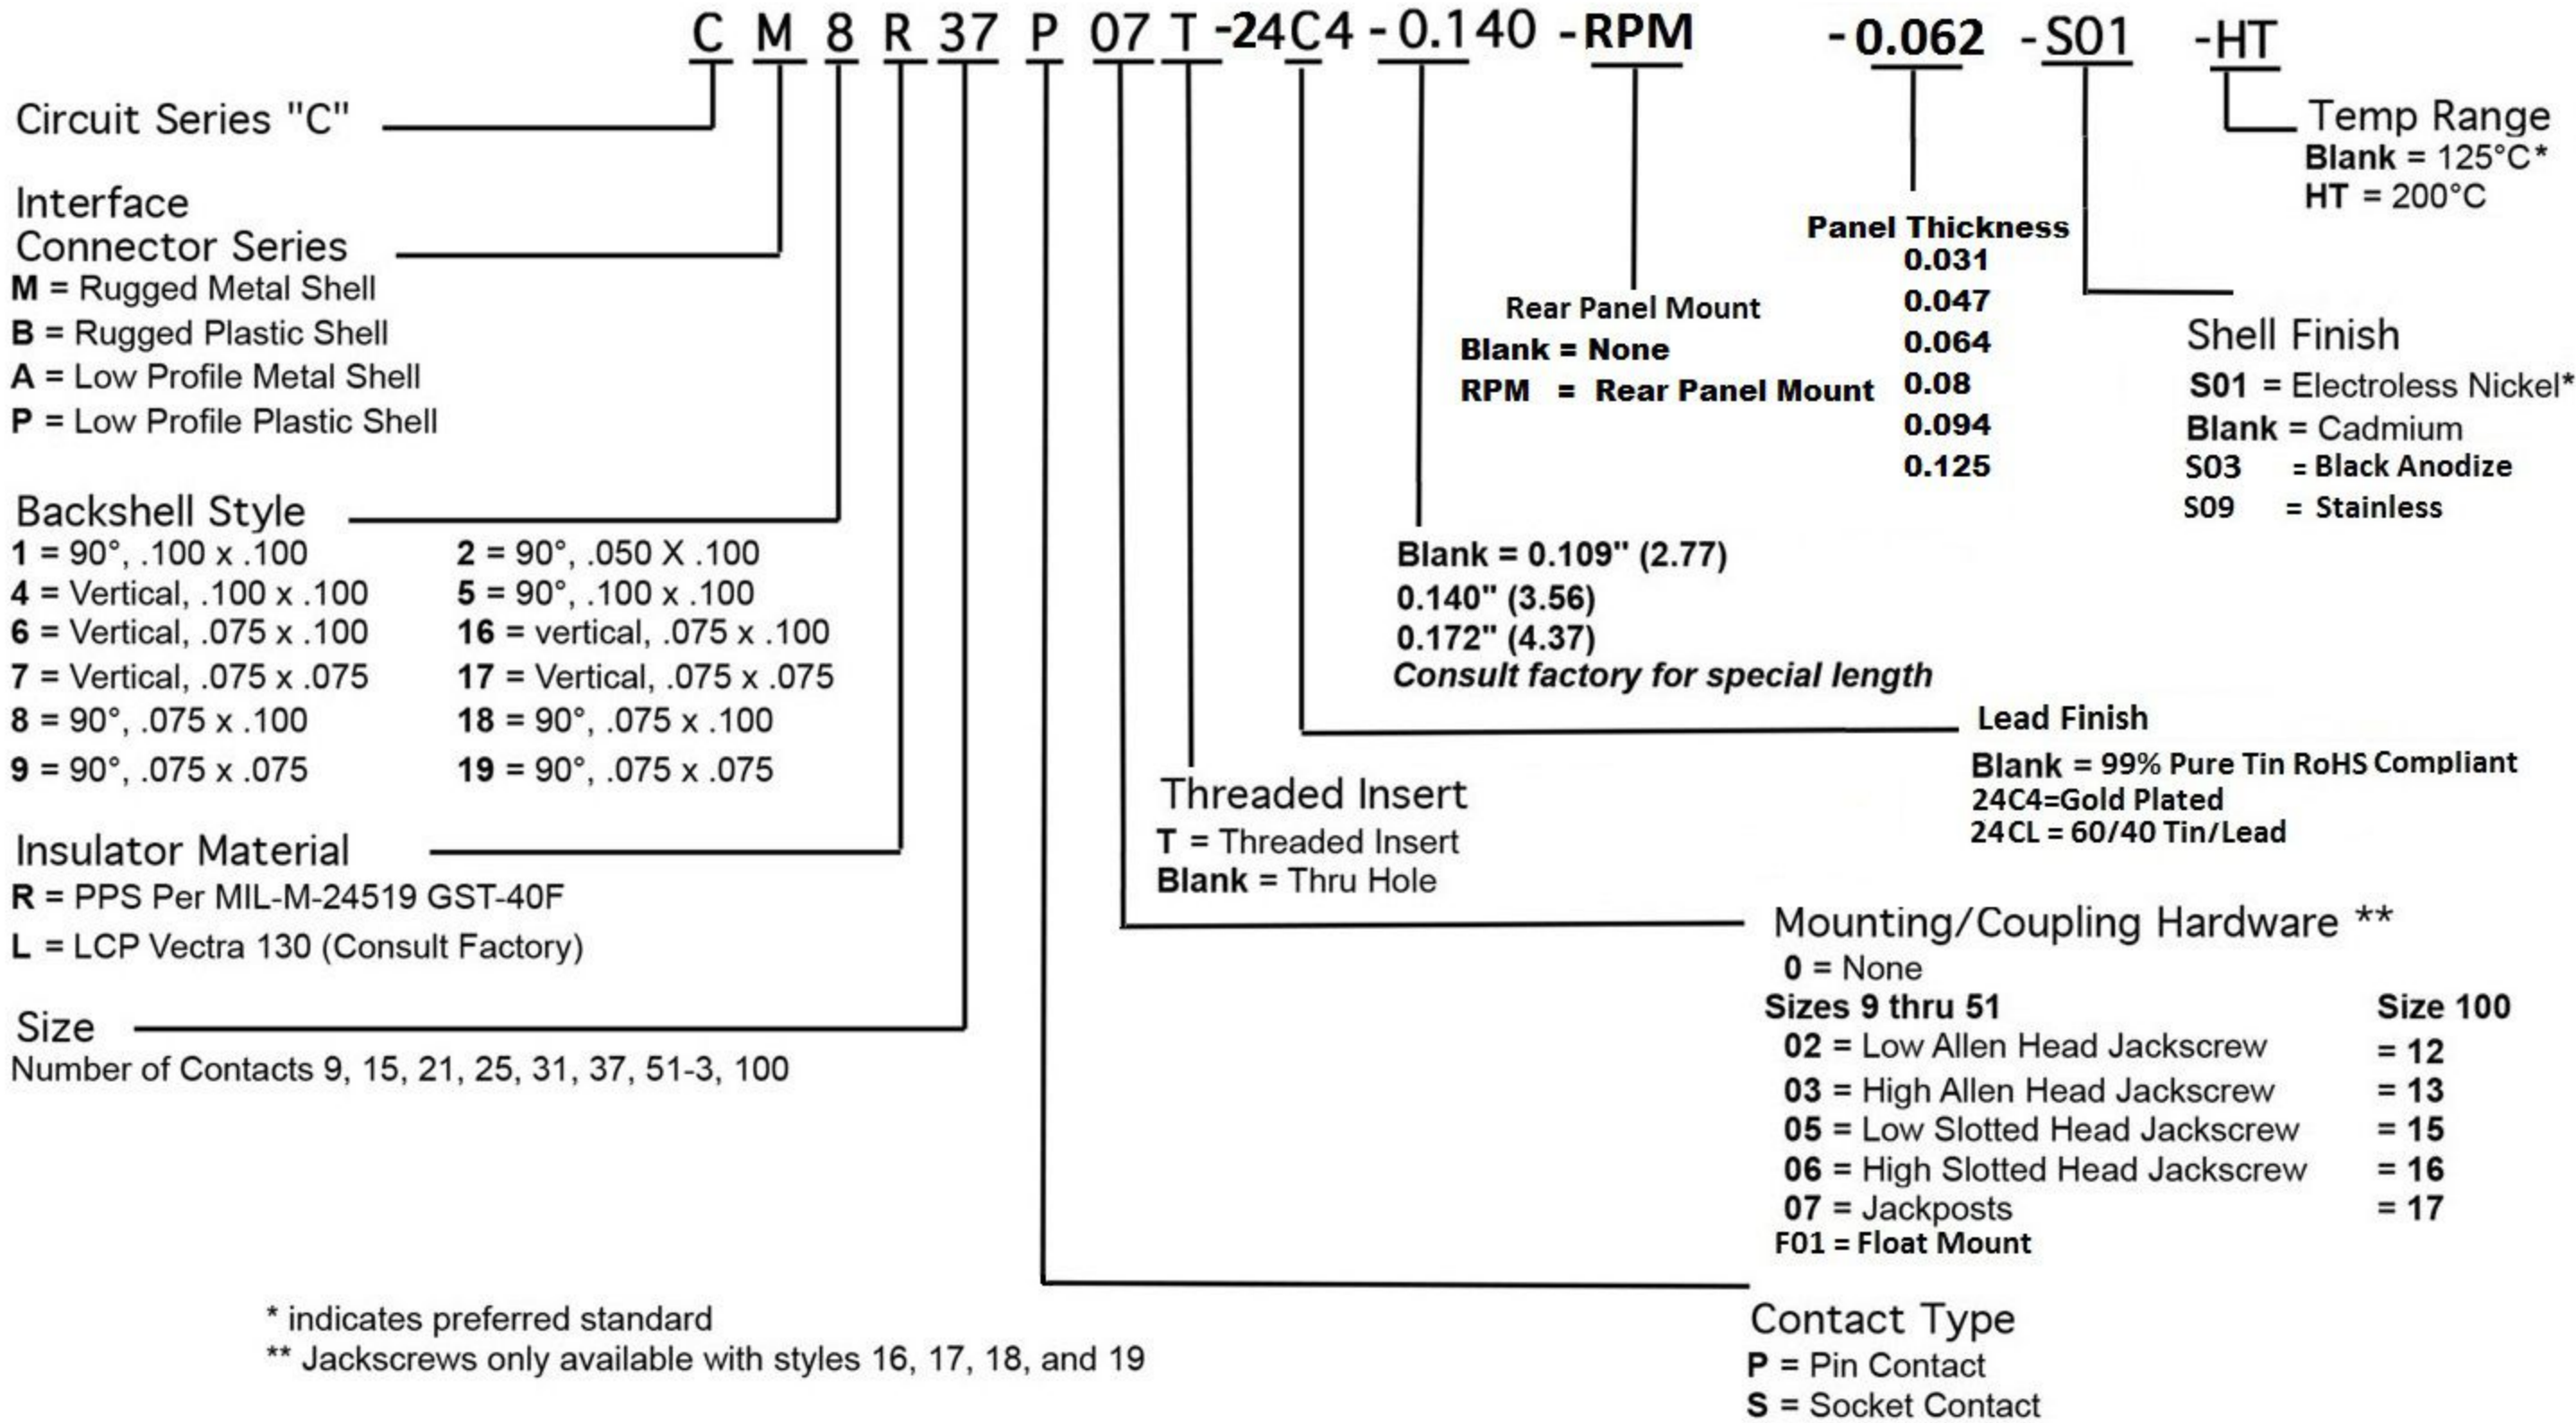 C M 8 R 37 P 07 T -24C4 - 0.140 -RPM -0.062 -S01 -HT
Circuit Series "C"
Temp Range
Blank = 125°C*
HT = 200°C
Interface
Connector Series
M = Rugged Metal Shell
B = Rugged Plastic Shell
A = Low Profile Metal Shell
P = Low Profile Plastic Shell
Panel Thickness
0.031
0.047
0.064
0.08
0.094
0.125
Rear Panel Mount
Blank = None
RPM = Rear Panel Mount
Shell Finish
S01 = Electroless Nickel*
Blank = Cadmium
S03 = Black Anodize
S09 = Stainless
Backshell Style
1 = 90°, .100 x .100 2 = 90°, .050 X .100
4 = Vertical, .100 x .100 5 = 90°, .100 x .100
6 = Vertical, .075 x .100 16 = vertical, .075 x .100
7 = Vertical, .075 x .075 17 = Vertical, .075 x .075
8 = 90°, .075 x .100 18 = 90°, .075 x .100
9 = 90°, .075 x .075 19 = 90°, .075 x .075
Blank = 0.109" (2.77)
0.140" (3.56)
0.172" (4.37)
Consult factory for special length
Lead Finish
Blank = 99% Pure Tin RoHS Compliant
24C4=Gold Plated
24CL = 60/40 Tin/Lead
Threaded Insert
T = Threaded Insert
Blank = Thru Hole
Insulator Material
R = PPS Per MIL-M-24519 GST-40F
L = LCP Vectra 130 (Consult Factory)
Mounting/Coupling Hardware **
0 = None
Sizes 9 thru 51 Size 100
02 = Low Allen Head Jackscrew = 12
03 = High Allen Head Jackscrew = 13
05 = Low Slotted Head Jackscrew = 15
06 = High Slotted Head Jackscrew = 16
07 = Jackposts = 17
F01 = Float Mount
Size
Number of Contacts 9, 15, 21, 25, 31, 37, 51-3, 100
Contact Type
P = Pin Contact
S = Socket Contact
* indicates preferred standard
** Jackscrews only available with styles 16, 17, 18, and 19